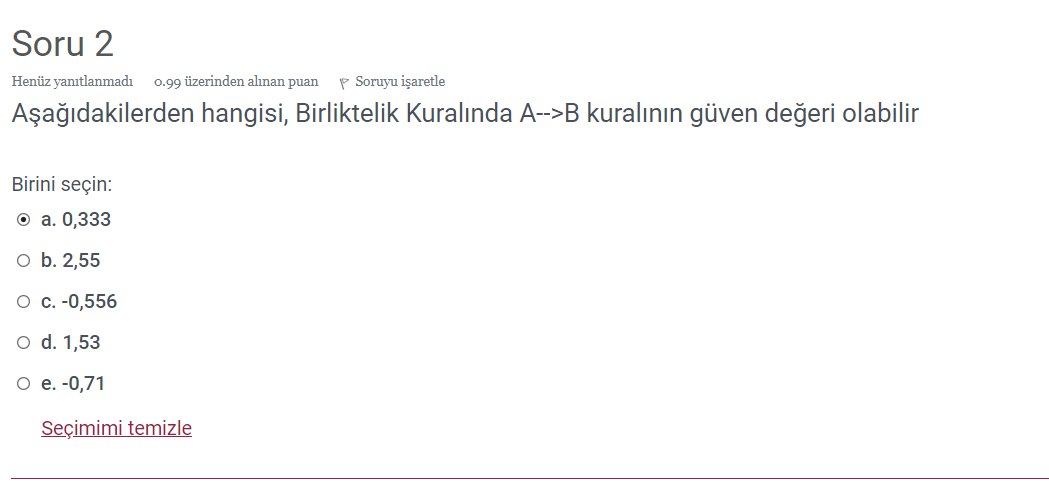 Soru 2
Henüz yanıtlanmadı 0.99 üzerinden alınan puan Soruyu işaretle
Aşağıdakilerden hangisi, Birliktelik Kuralında A-->B kuralının güven değeri olabilir
Birini seçin:
a. 0,333
b. 2,55
c. -0,556
d. 1,53
e. -0,71
Seçimimi temizle